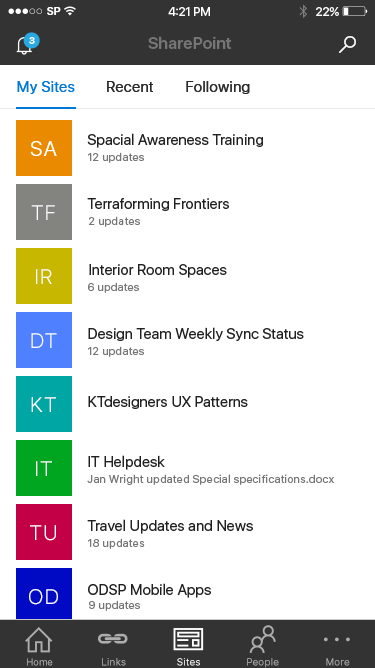 SP 4:21 PM 22%
3
SharePoint
My Sites Recent Following
SA
Spacial Awareness Training
12 updates
TF
Terraforming Frontiers
2 updates
IR
Interior Room Spaces
6 updates
DT
Design Team Weekly Sync Status
12 updates
KT
KTdesigners UX Patterns
IT
IT Helpdesk
Jan Wright updated Special specifications.docx
TU
Travel Updates and News
18 updates
OD
ODSP Mobile Apps
9 updates
Home Links Sites People More